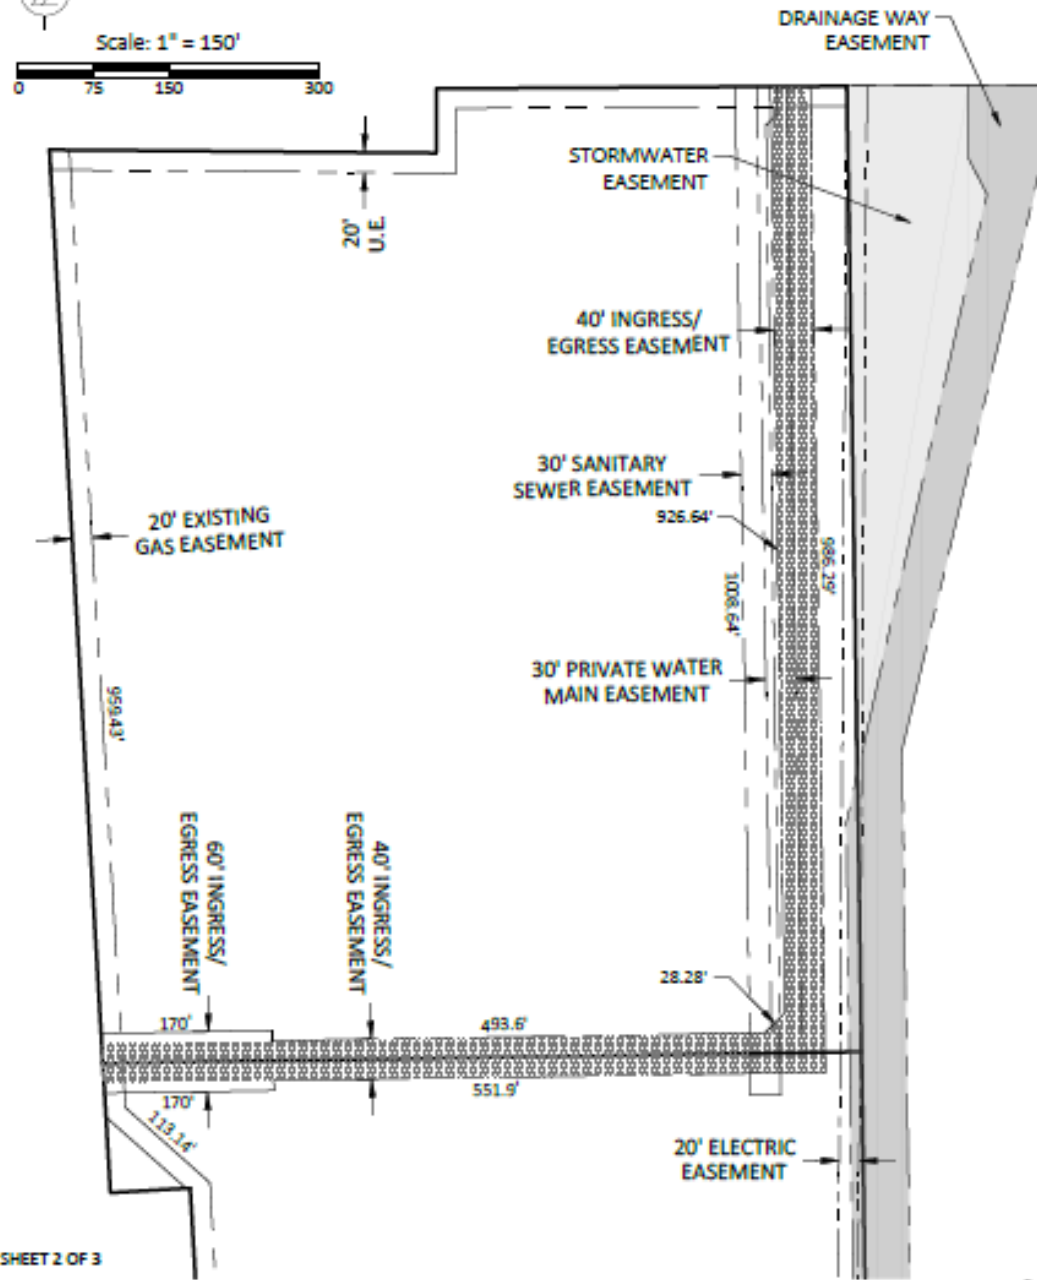 Scale: 1" = 150'
0 75 150 300
DRAINAGE WAY
EASEMENT
STORMWATER
EASEMENT
20'
U.E.
40' INGRESS/
EGRESS EASEMENT
30' SANITARY
SEWER EASEMENT
926.64'
20' EXISTING
GAS EASEMENT
986.29'
1008.64'
30' PRIVATE WATER
MAIN EASEMENT
959.43'
60' INGRESS/
EGRESS EASEMENT
40' INGRESS/
EGRESS EASEMENT
28.28'
170'
493.6'
551.9'
170'
113.14'
20' ELECTRIC
EASEMENT
SHEET 2 OF 3